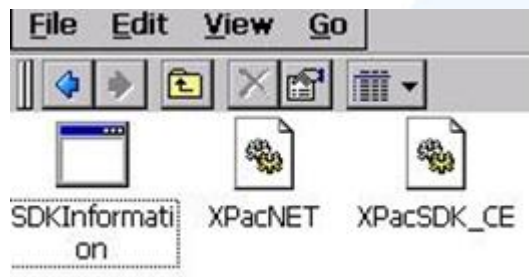 File Edit View Go
SDKInformati
on
XPacNET
XPacSDK_CE